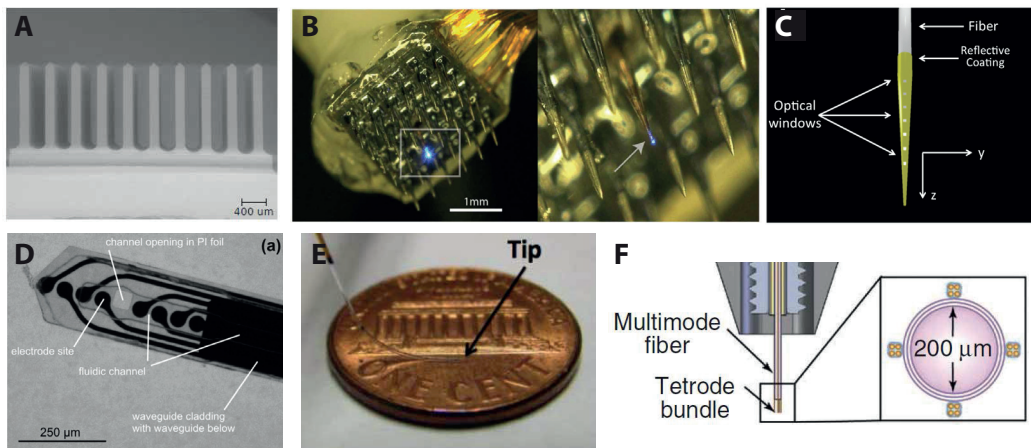 A
400 um
B
1mm
C
Fiber
Reflective
Coating
Optical
windows
y
z
D
(a)
channel opening in PI foil
electrode site
fluidic channel
waveguide cladding
with waveguide below
250 µm
E
Tip
ONE CENT
F
Multimode
fiber
Tetrode
bundle
200 µm